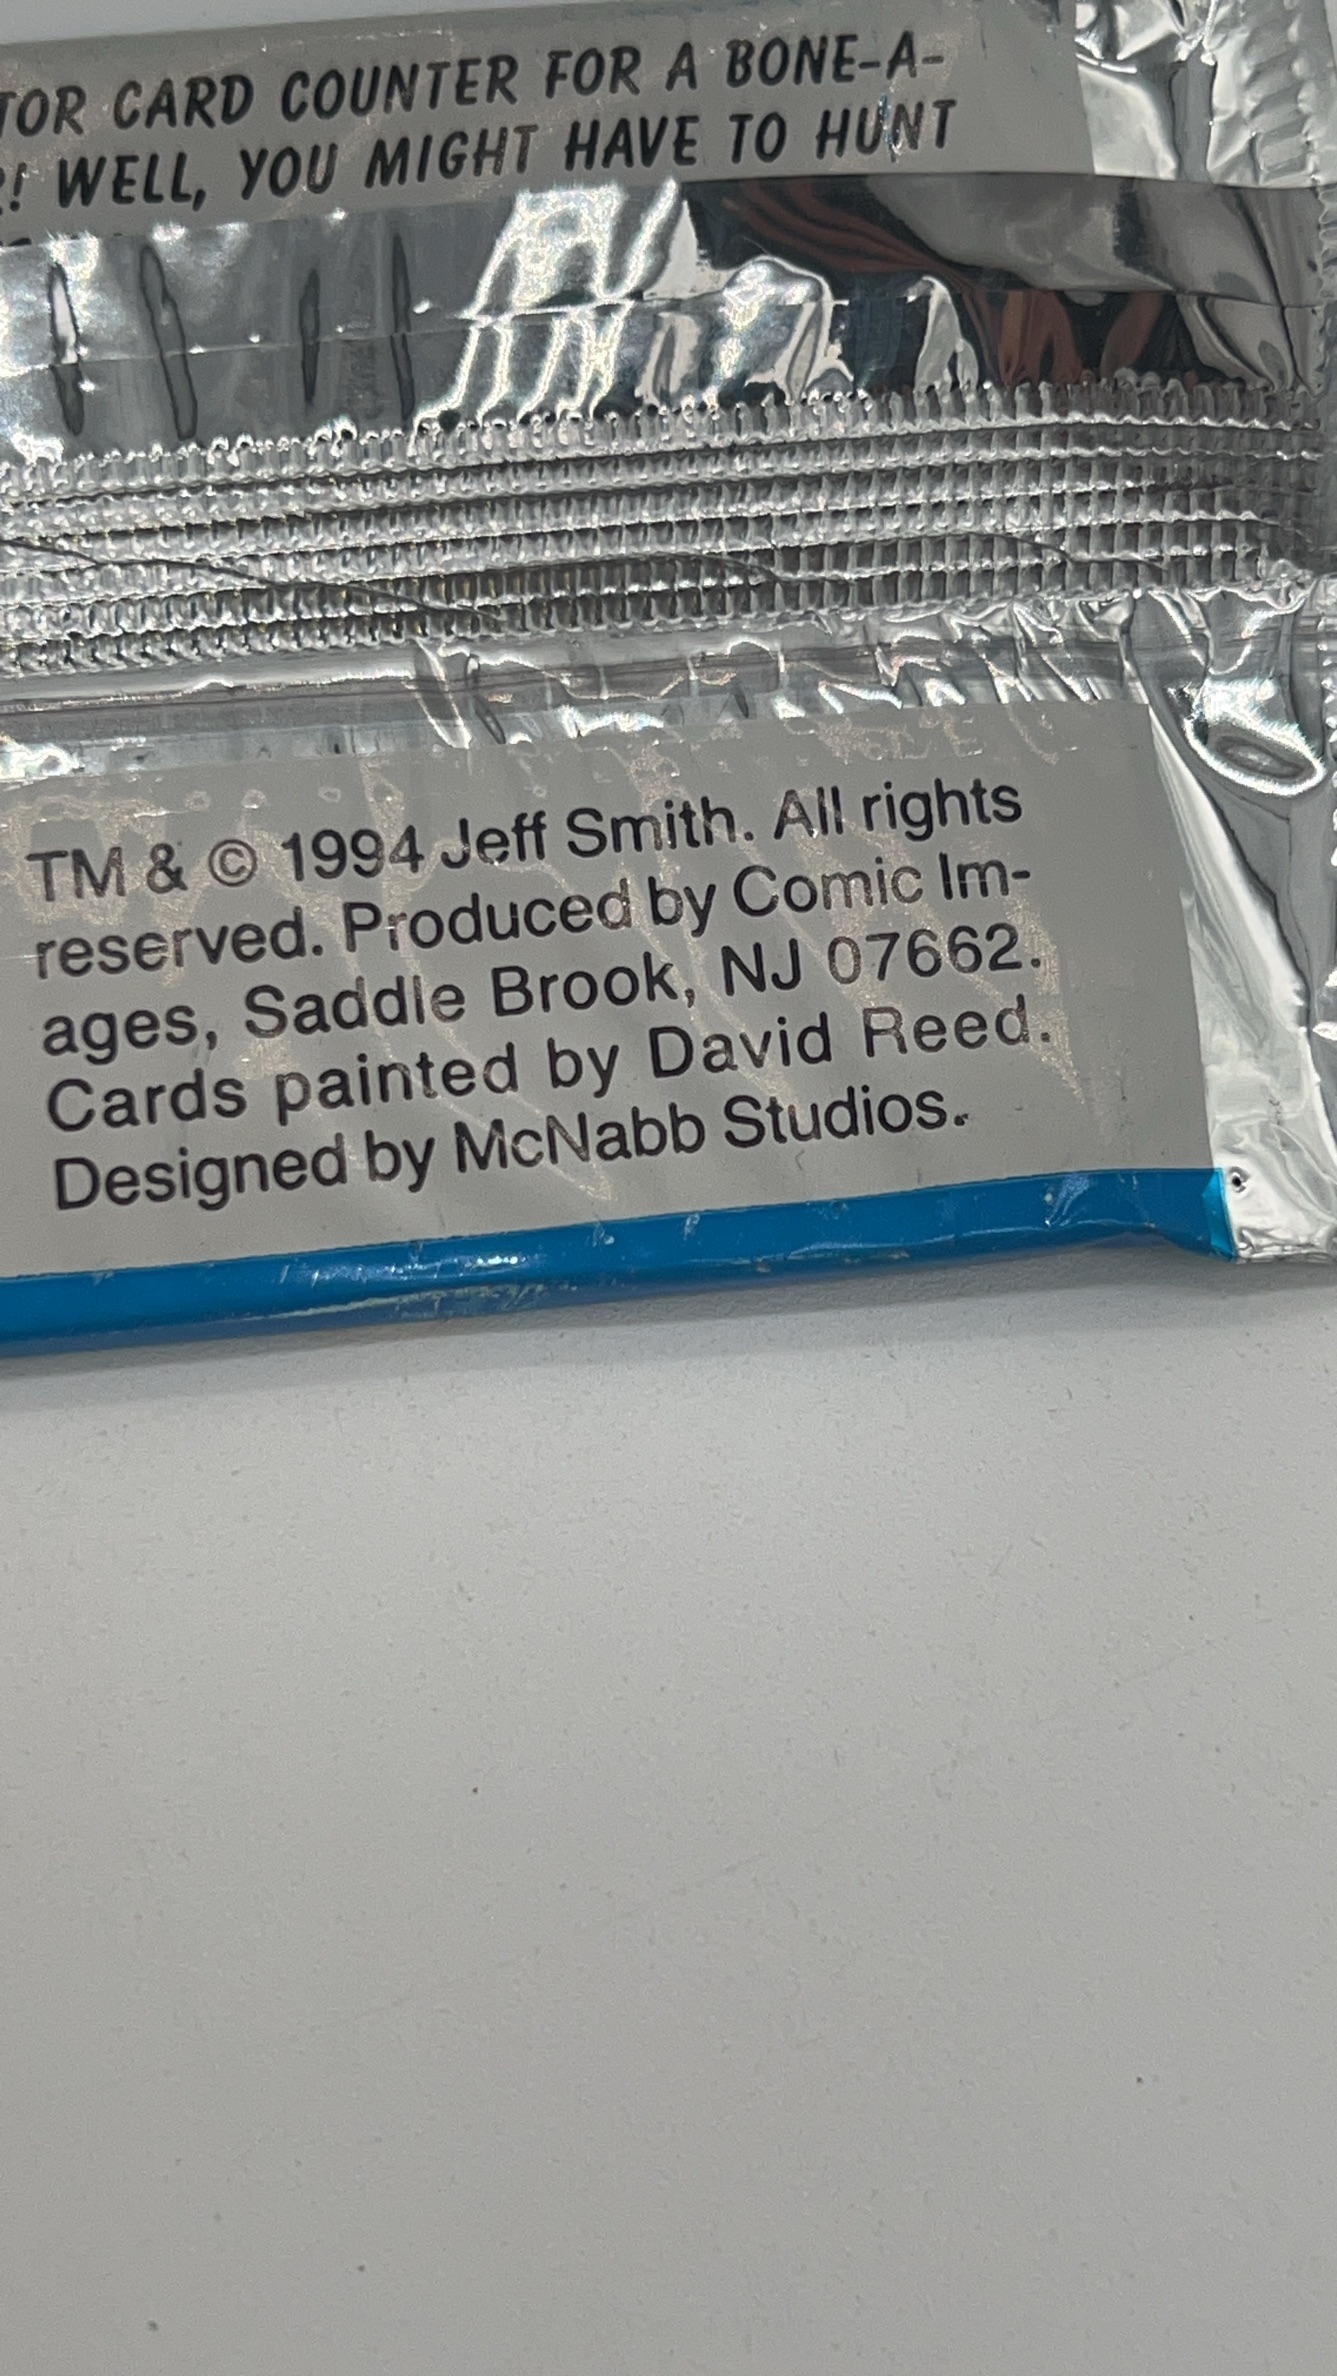 TOR CARD COUNTER FOR A BONE-A-
! WELL, YOU MIGHT HAVE TO HUNT
TM & © 1994 Jeff Smith. All rights
reserved. Produced by Comic Im-
ages, Saddle Brook, NJ 07662.
Cards painted by David Reed.
Designed by McNabb Studios.